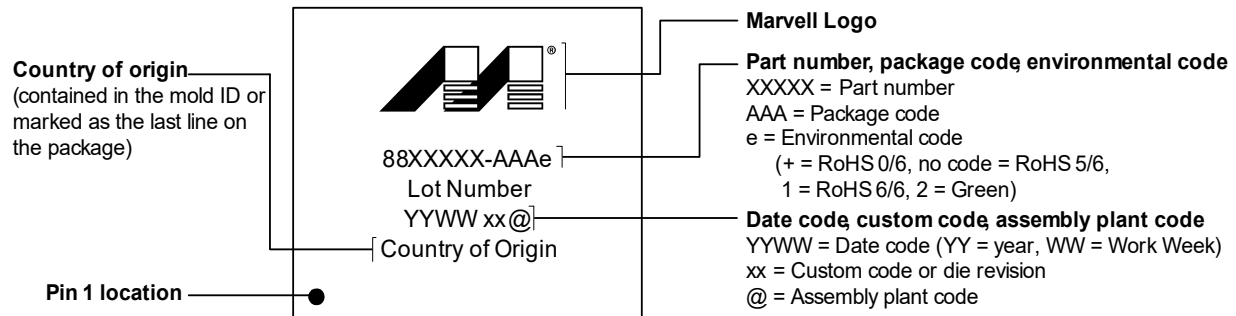 Marvell Logo
Country of origin
(contained in the mold ID or
marked as the last line on
the package)
Part number, package code, environmental code
XXXXX = Part number
AAA = Package code
e = Environmental code
(+ = RoHS 0/6, no code = RoHS 5/6,
1 = RoHS 6/6, 2 = Green)
®
88XXXXX-AAAe
Lot Number
YYWW xx@
Country of Origin
Date code, custom code, assembly plant code
YYWW = Date code (YY = year, WW = Work Week)
xx = Custom code or die revision
@ = Assembly plant code
Pin 1 location